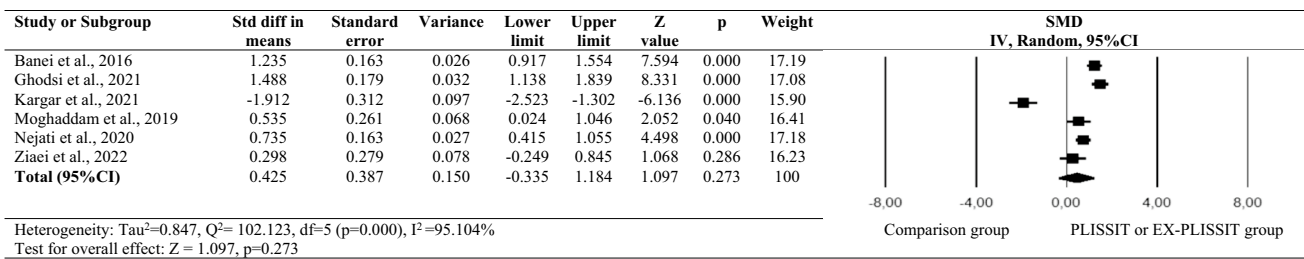 Study or Subgroup Std diff in means Standard error Variance Lower limit Upper limit Z value p Weight SMD IV, Random, 95%CI
Banei et al., 2016 1.235 0.163 0.026 0.917 1.554 7.594 0.000 17.19
Ghodsi et al., 2021 1.488 0.179 0.032 1.138 1.839 8.331 0.000 17.08
Kargar et al., 2021 -1.912 0.312 0.097 -2.523 -1.302 -6.136 0.000 15.90
Moghaddam et al., 2019 0.535 0.261 0.068 0.024 1.046 2.052 0.040 16.41
Nejati et al., 2020 0.735 0.163 0.027 0.415 1.055 4.498 0.000 17.18
Ziaei et al., 2022 0.298 0.279 0.078 -0.249 0.845 1.068 0.286 16.23
Total (95%CI) 0.425 0.387 0.150 -0.335 1.184 1.097 0.273 100
-8,00 -4,00 0,00 4,00 8,00
Heterogeneity: Tau²=0.847, Q²= 102.123, df=5 (p=0.000), I²=95.104% Comparison group PLISSIT or EX-PLISSIT group
Test for overall effect: Z = 1.097, p=0.273